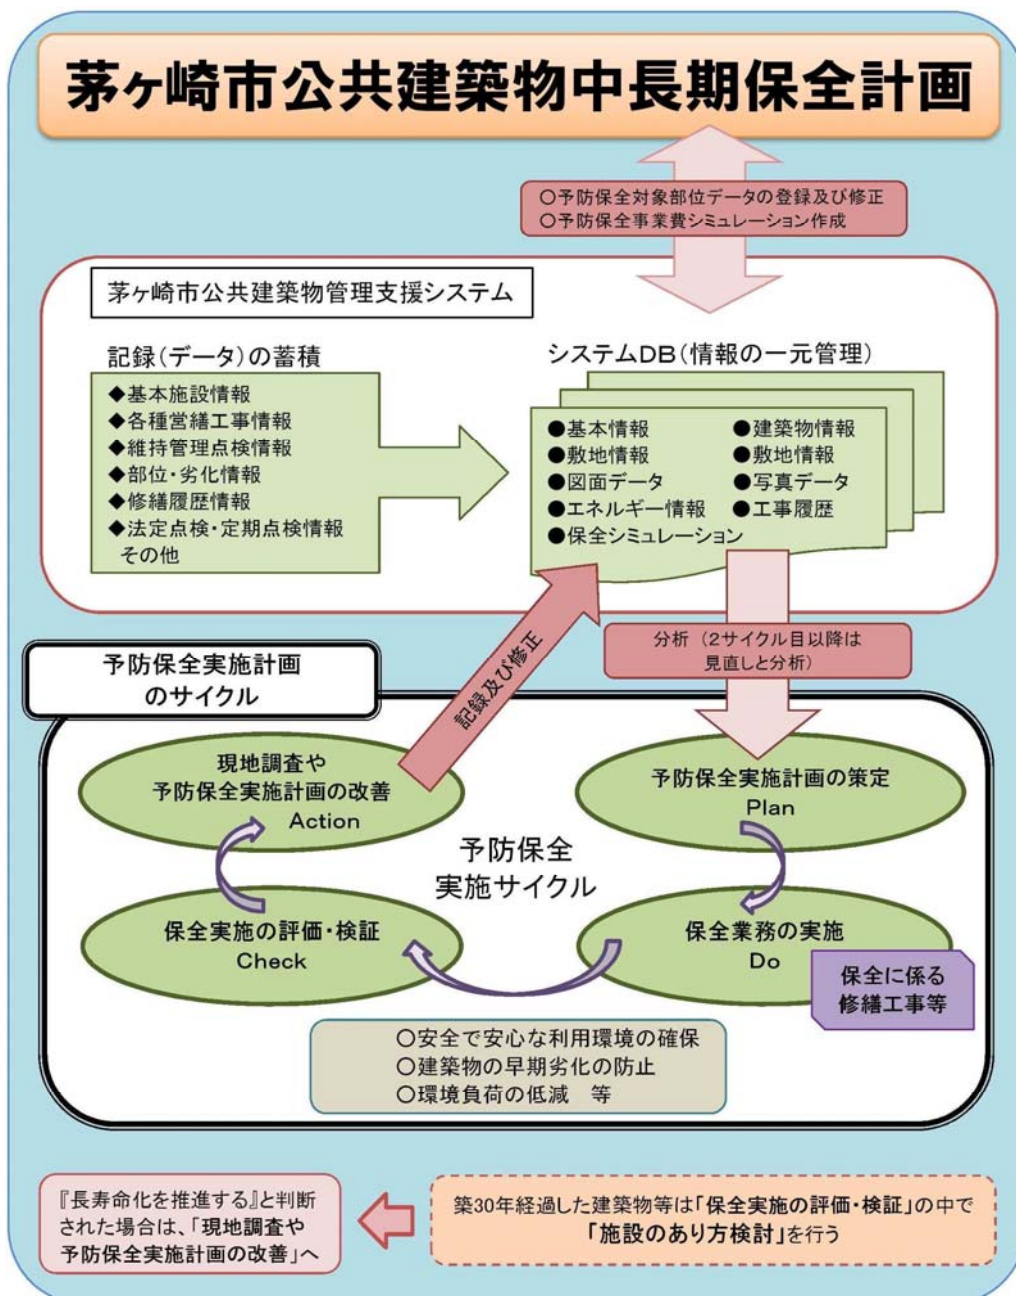 茅ヶ崎市公共建築物中長期保全計画
○予防保全対象部位データの登録及び修正
○予防保全事業費シミュレーション作成
茅ヶ崎市公共建築物管理支援システム
記録(データ)の蓄積
◆基本施設情報
◆各種営繕工事情報
◆維持管理点検情報
◆部位・劣化情報
◆修繕履歴情報
◆法定点検・定期点検情報
その他
システムDB(情報の一元管理)
●基本情報
●敷地情報
●図面データ
●エネルギー情報
●保全シミュレーション
●建築物情報
●敷地情報
●写真データ
●工事履歴
記録及び修正
分析 (2サイクル目以降は
見直しと分析)
予防保全実施計画
のサイクル
現地調査や
予防保全実施計画の改善
Action
予防保全実施計画の策定
Plan
予防保全
実施サイクル
保全実施の評価・検証
Check
保全業務の実施
Do
保全に係る
修繕工事等
○安全で安心な利用環境の確保
○建築物の早期劣化の防止
○環境負荷の低減 等
『長寿命化を推進する』と判断
された場合は、「現地調査や
予防保全実施計画の改善」へ
築30年経過した建築物等は「保全実施の評価・検証」の中で
「施設のあり方検討」を行う